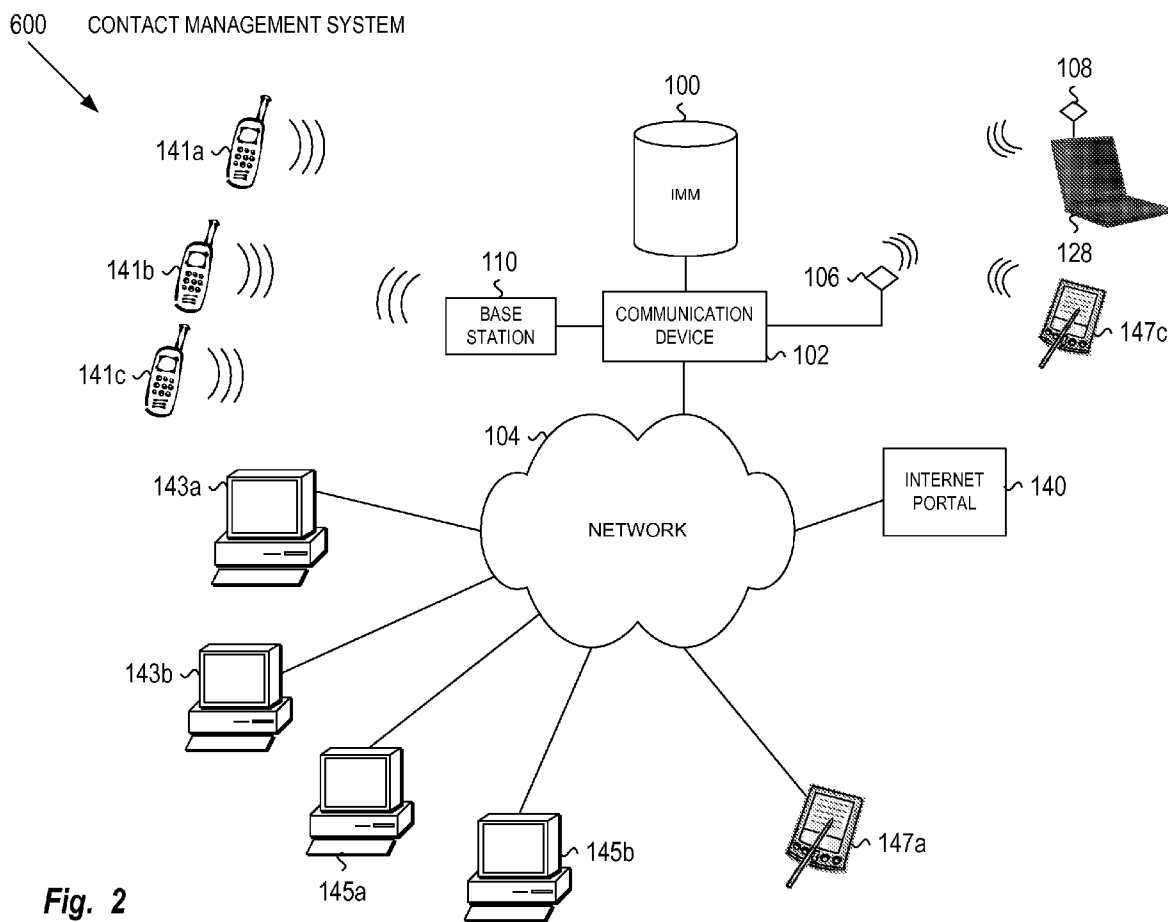 600 CONTACT MANAGEMENT SYSTEM
108
100
141a
IMM
128
141b
110
106
BASE
STATION
COMMUNICATION
DEVICE
102
147c
141c
104
143a
INTERNET
PORTAL
140
NETWORK
143b
145a
145b
147a
Fig. 2